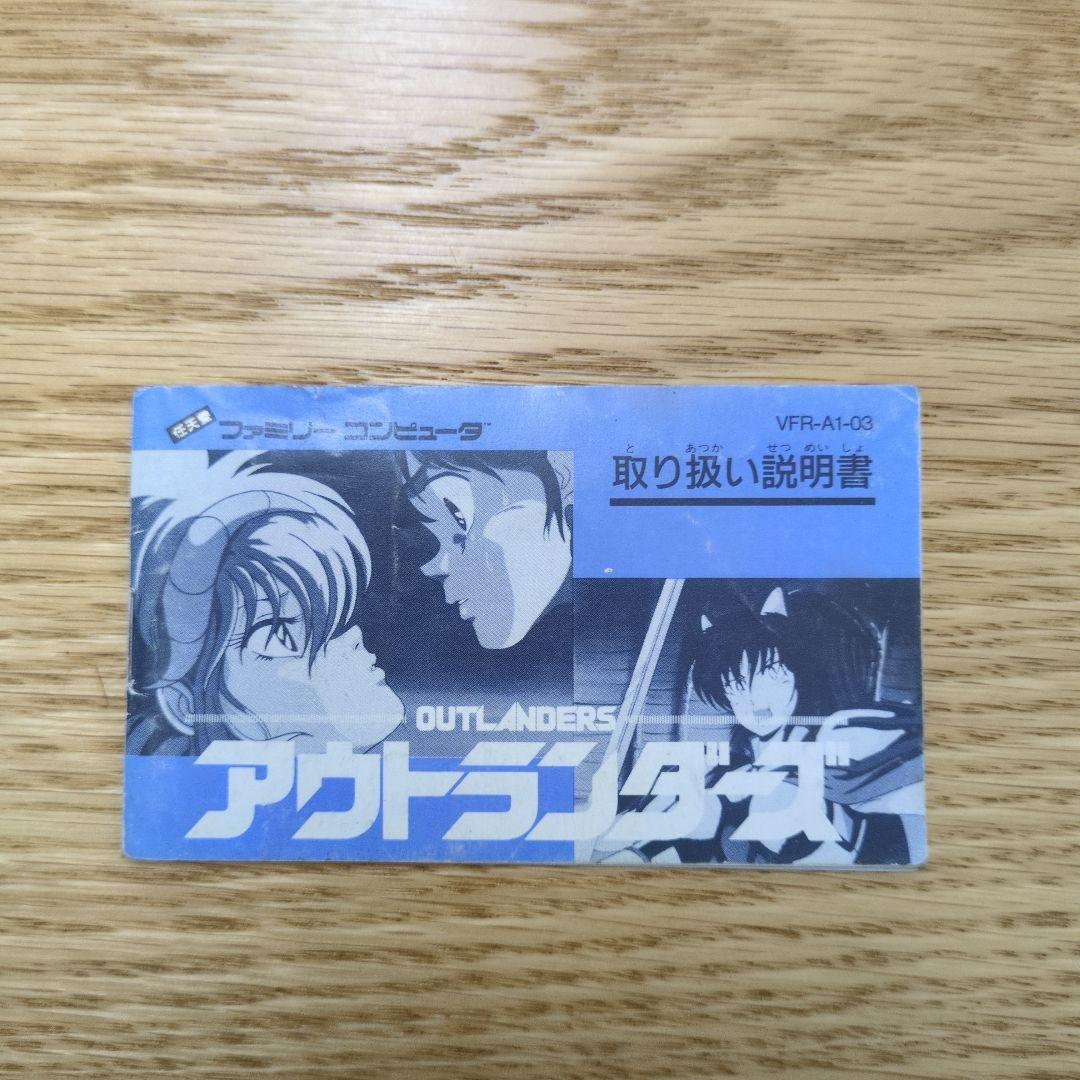 任天堂 ファミリーコンピュータ™
VFR-A1-03
と あつか せつ めい しょ
取り扱い説明書
OUTLANDERS
アウトランダーズ